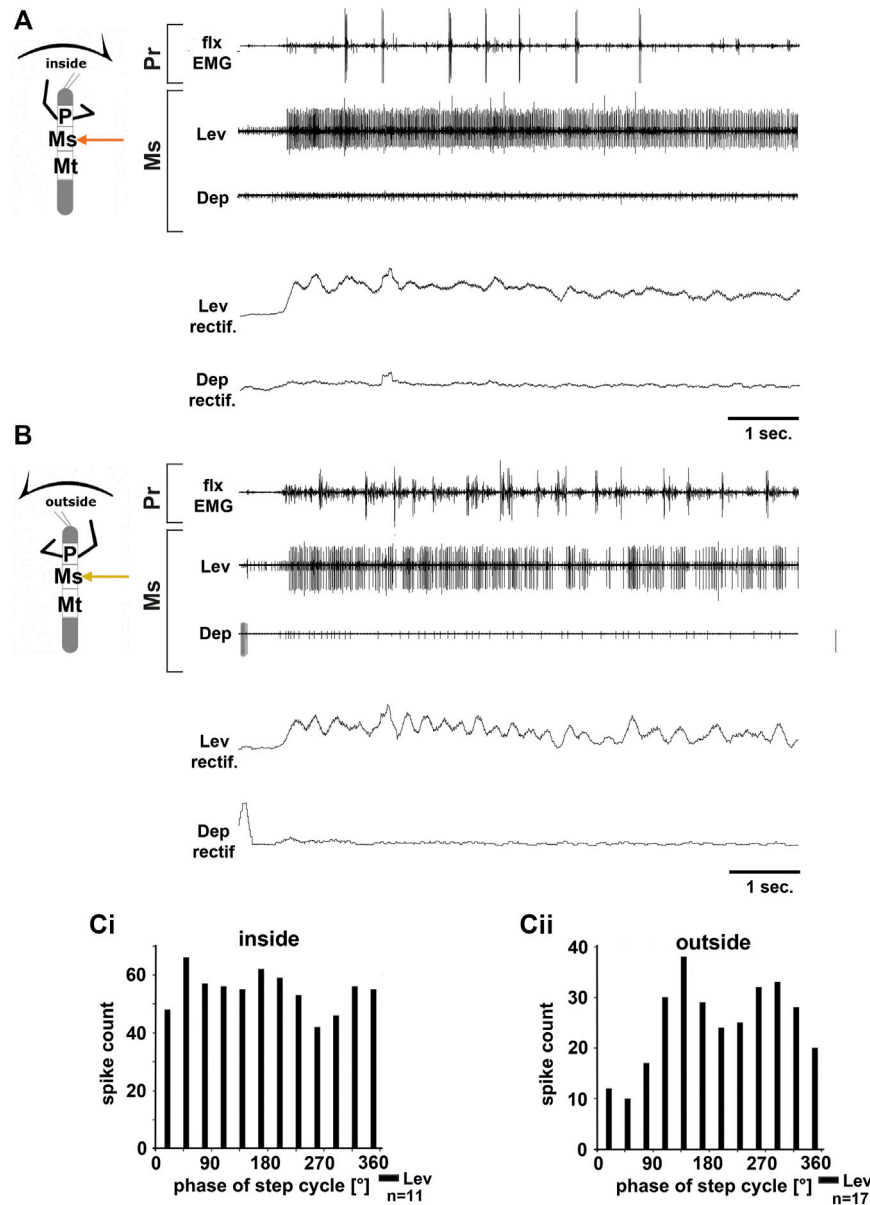 A
inside
P
Ms
Mt
Pr
flx
EMG
Ms
Lev
Dep
Lev
rectif.
Dep
rectif.
1 sec.
B
outside
P
Ms
Mt
Pr
flx
EMG
Ms
Lev
Dep
Lev
rectif.
Dep
rectif
1 sec.
Ci
inside
spike count
60
40
20
0
0 90 180 270 360
phase of step cycle [°]
Lev
n=11
Cii
outside
spike count
40
30
20
10
0
0 90 180 270 360
phase of step cycle [°]
Lev
n=17